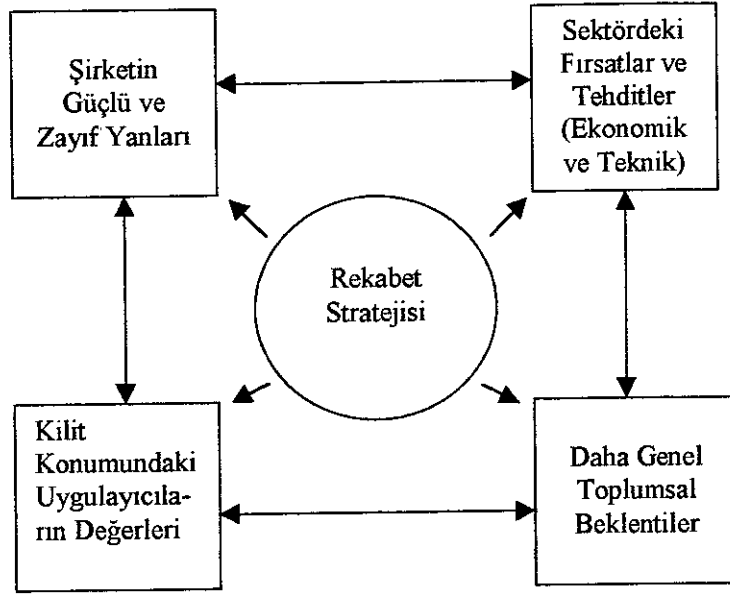 Şirketin
Güçlü ve
Zayıf Yanları
Sektördeki
Fırsatlar ve
Tehditler
(Ekonomik
ve Teknik)
Rekabet
Stratejisi
Kilit
Konumundaki
Uygulayıcıla-
rın Değerleri
Daha Genel
Toplumsal
Beklentiler